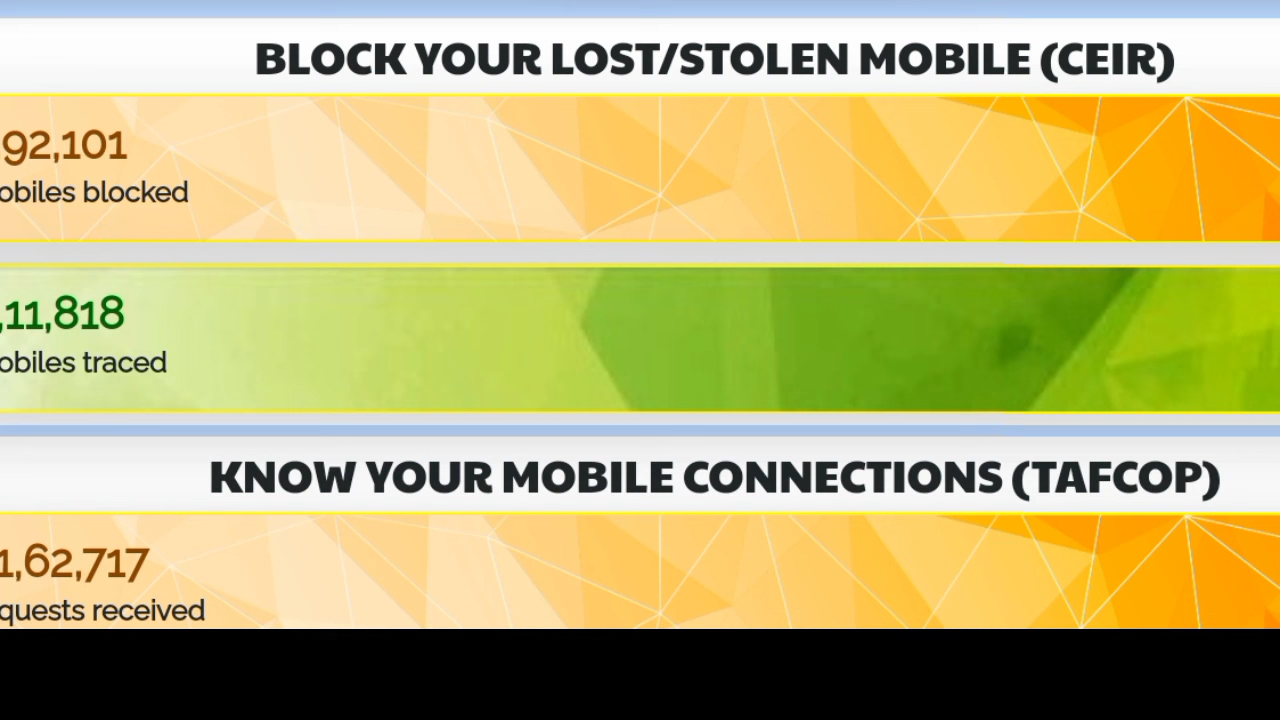 BLOCK YOUR LOST/STOLEN MOBILE (CEIR)
92,101
obiles blocked
,11,818
obiles traced
KNOW YOUR MOBILE CONNECTIONS (TAFCOP)
1,62,717
quests received